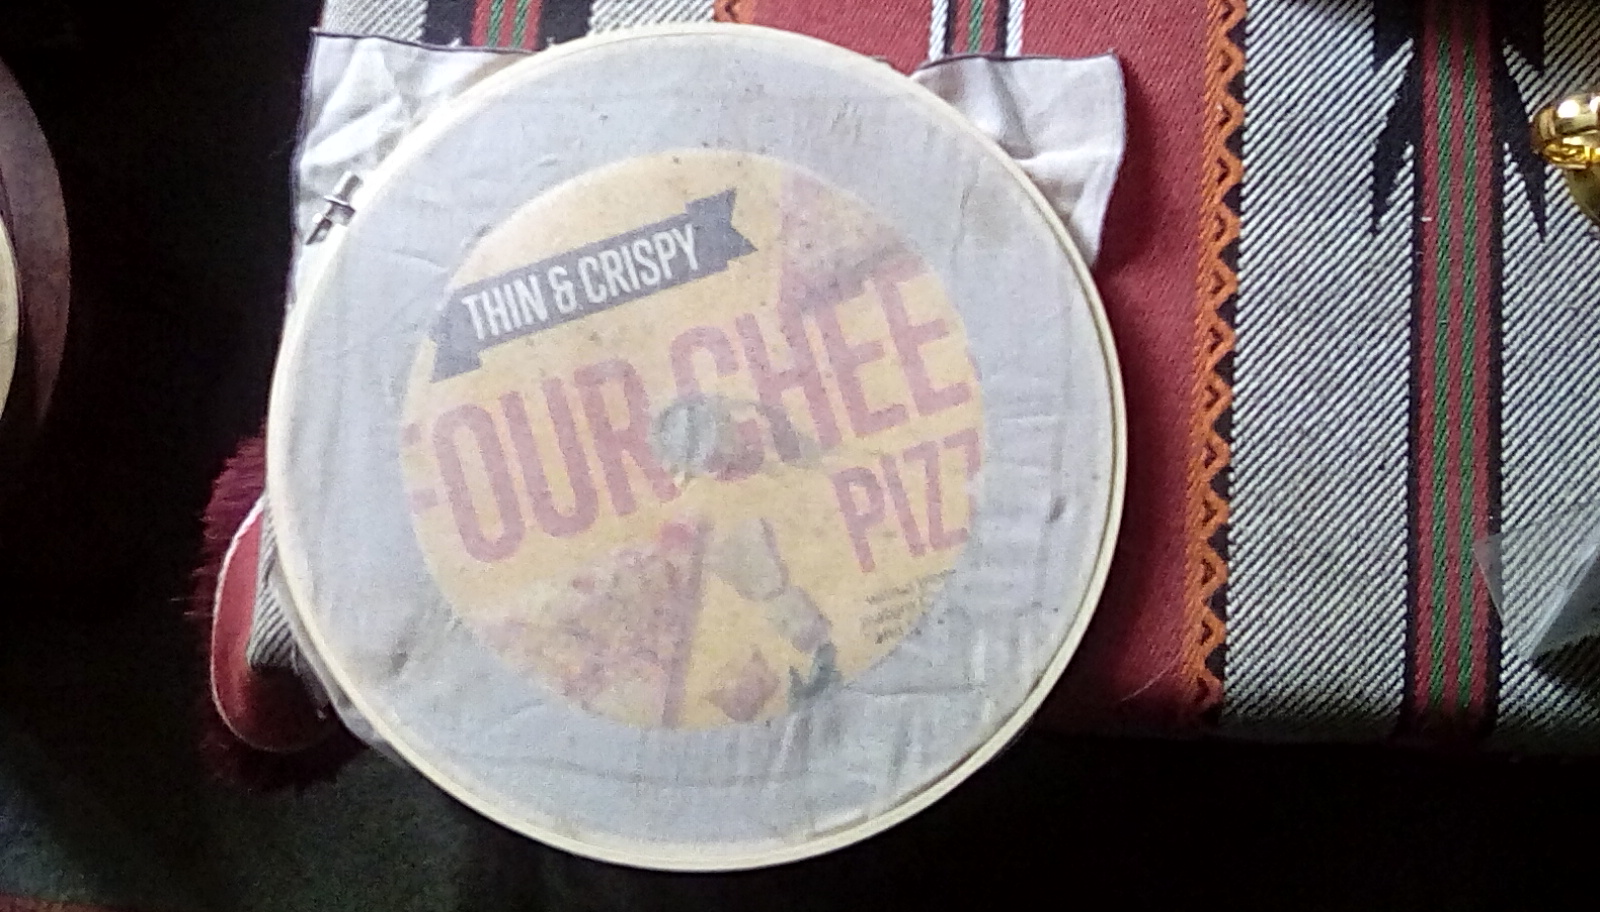 THIN & CRISPY
FOUR CHEE
PIZZ